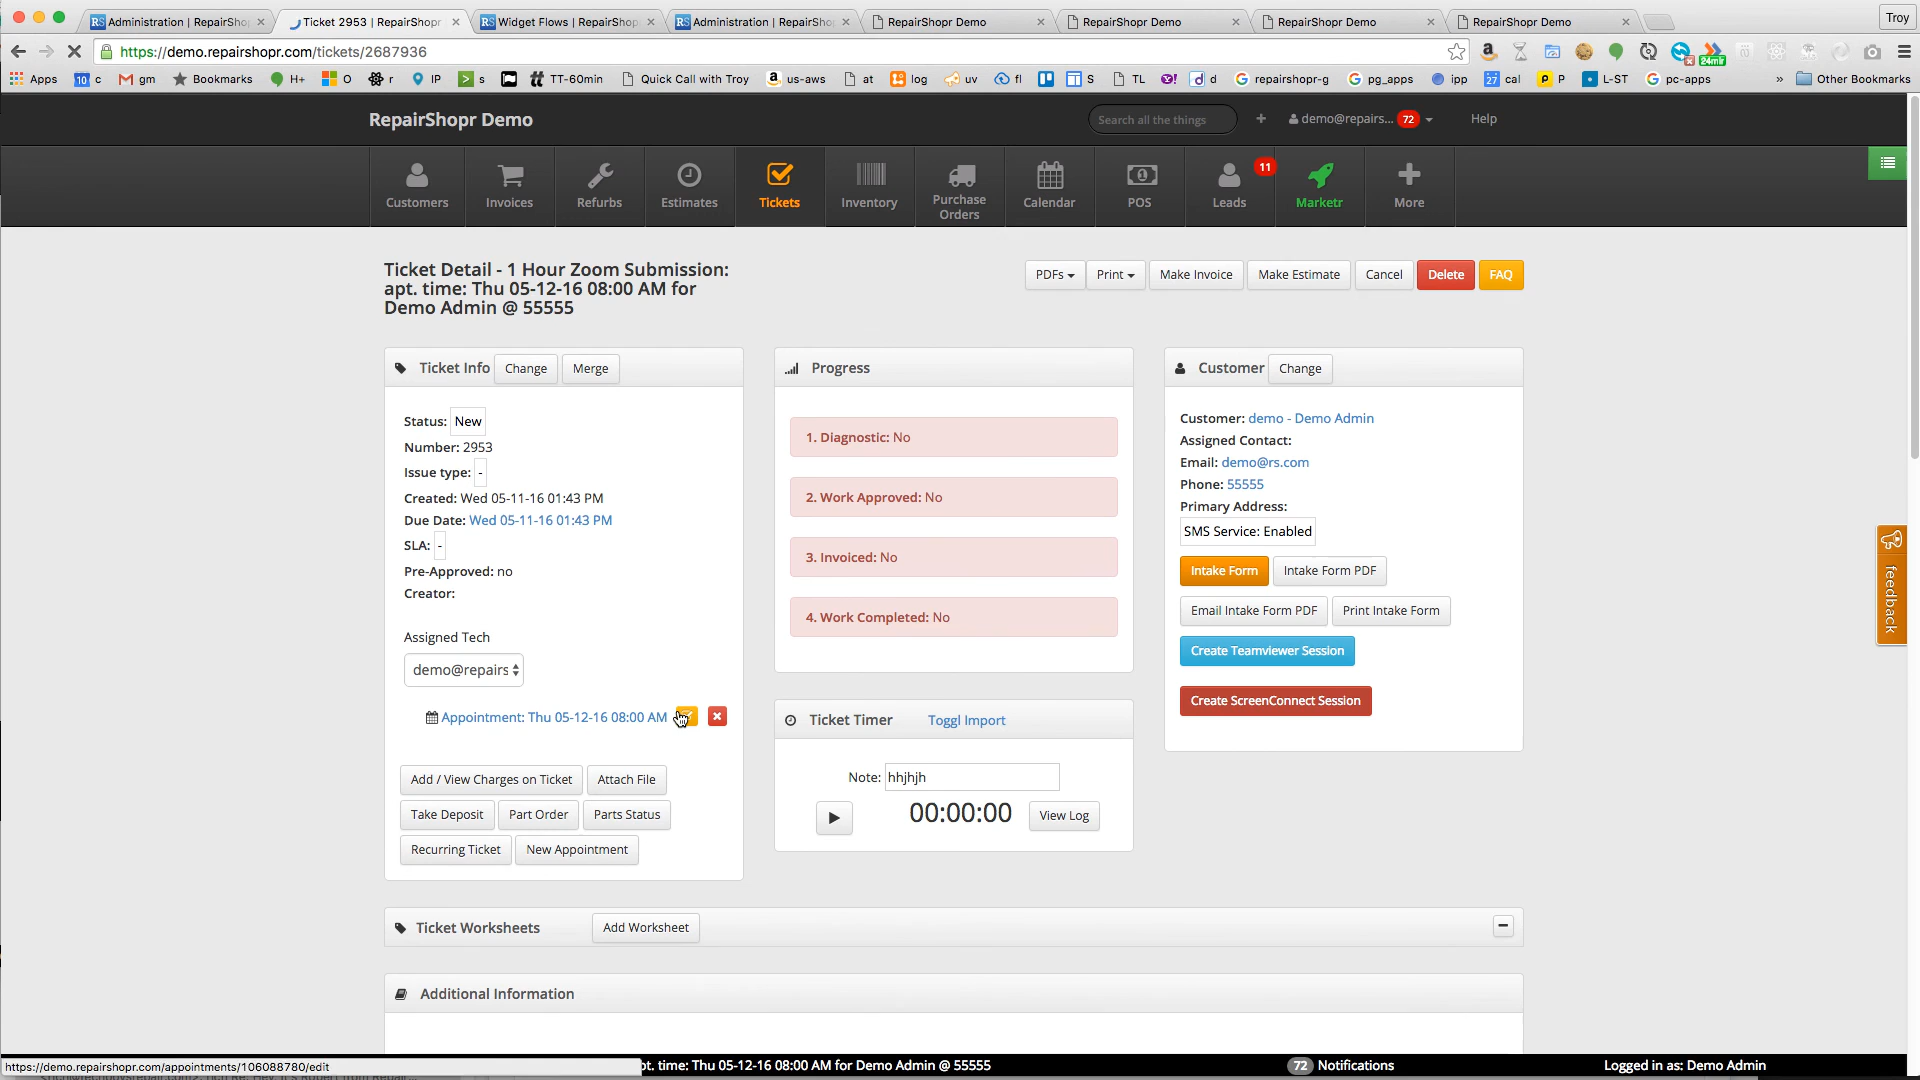 Administration | RepairSho
Ticket 2953 | RepairShopr
Widget Flows | RepairShop
Administration | RepairSho
RepairShopr Demo
RepairShopr Demo
RepairShopr Demo
RepairShopr Demo
Troy
https://demo.repairshopr.com/tickets/2687936
24mir
Apps
10 c
gm
Bookmarks
H+
O
r
IP
s
TT-60min
Quick Call with Troy
us-aws
at
log
uv
fl
S
TL
d
repairshopr-g
pg_apps
ipp
27 cal
P
L-ST
pc-apps
»
Other Bookmarks
RepairShopr Demo
Search all the things
demo@repairs... 72
Help
Customers
Invoices
Refurbs
Estimates
Tickets
Inventory
Purchase
Orders
Calendar
POS
Leads
11
Marketr
More
Ticket Detail - 1 Hour Zoom Submission:
apt. time: Thu 05-12-16 08:00 AM for
Demo Admin @ 55555
PDFs
Print
Make Invoice
Make Estimate
Cancel
Delete
FAQ
Ticket Info
Change
Merge
Status: New
Number: 2953
Issue type: -
Created: Wed 05-11-16 01:43 PM
Due Date: Wed 05-11-16 01:43 PM
SLA: -
Pre-Approved: no
Creator:
Assigned Tech
demo@repairs
Appointment: Thu 05-12-16 08:00 AM
Add / View Charges on Ticket
Attach File
Take Deposit
Part Order
Parts Status
Recurring Ticket
New Appointment
Progress
1. Diagnostic: No
2. Work Approved: No
3. Invoiced: No
4. Work Completed: No
Ticket Timer
Toggl Import
Note: hhjhjh
00:00:00
View Log
Customer
Change
Customer: demo - Demo Admin
Assigned Contact:
Email: demo@rs.com
Phone: 55555
Primary Address:
SMS Service: Enabled
Intake Form
Intake Form PDF
Email Intake Form PDF
Print Intake Form
Create Teamviewer Session
Create ScreenConnect Session
feedback
Ticket Worksheets
Add Worksheet
Additional Information
https://demo.repairshopr.com/appointments/106088780/edit
pt. time: Thu 05-12-16 08:00 AM for Demo Admin @ 55555
72 Notifications
Logged in as: Demo Admin